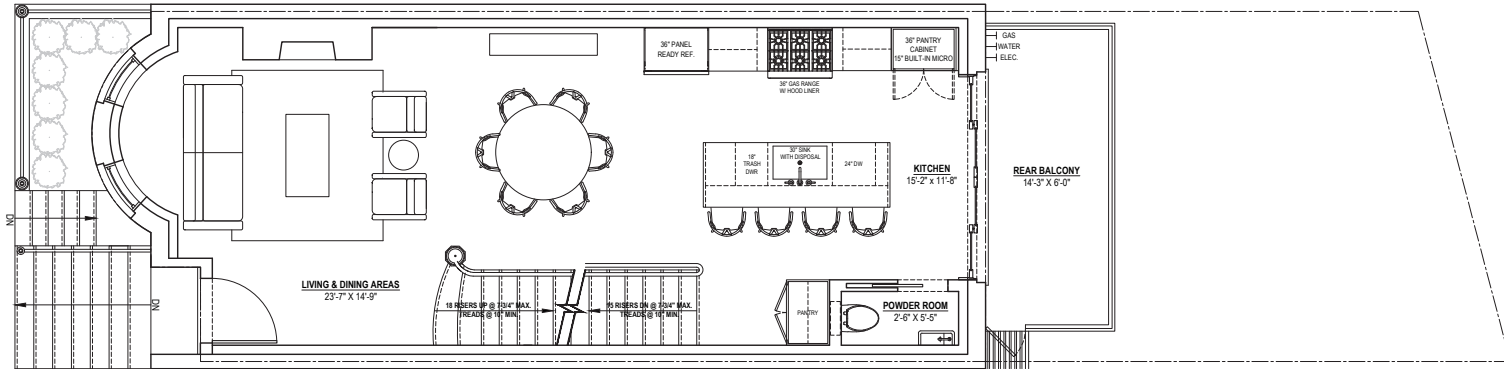 36" PANEL
READY REF.
36" GAS RANGE
W/ HOOD LINER
36" PANTRY
CABINET
15" BUILT-IN MICRO
GAS
WATER
ELEC.
18"
TRASH
DWR
30" SINK
WITH DISPOSAL
24" DW
KITCHEN
15'-2" x 11'-8"
REAR BALCONY
14'-3" X 6'-0"
DN
DN
LIVING & DINING AREAS
23'-7" X 14'-9"
18 RISERS UP @ 7-3/4" MAX.
TREADS @ 10" MIN.
15 RISERS DN @ 7-3/4" MAX.
TREADS @ 10" MIN.
PANTRY
POWDER ROOM
2'-6" X 5'-5"